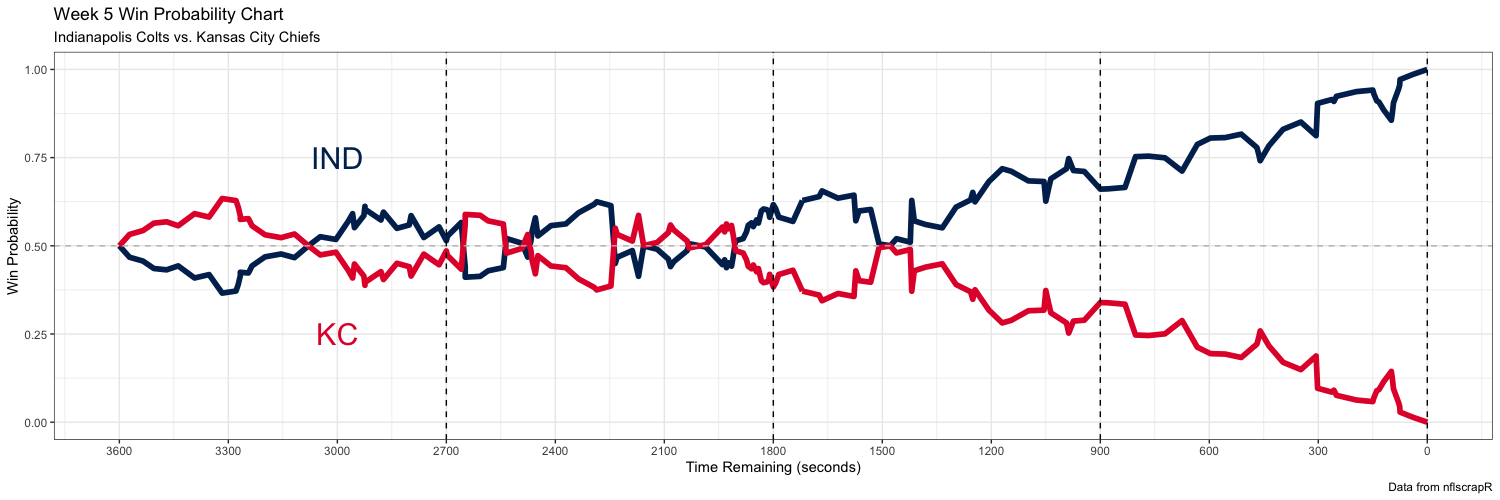 Week 5 Win Probability Chart
Indianapolis Colts vs. Kansas City Chiefs
Win Probability
1.00
0.75
0.50
0.25
0.00
IND
KC
3600 3300 3000 2700 2400 2100 1800 1500 1200 900 600 300 0
Time Remaining (seconds)
Data from nflscrapR